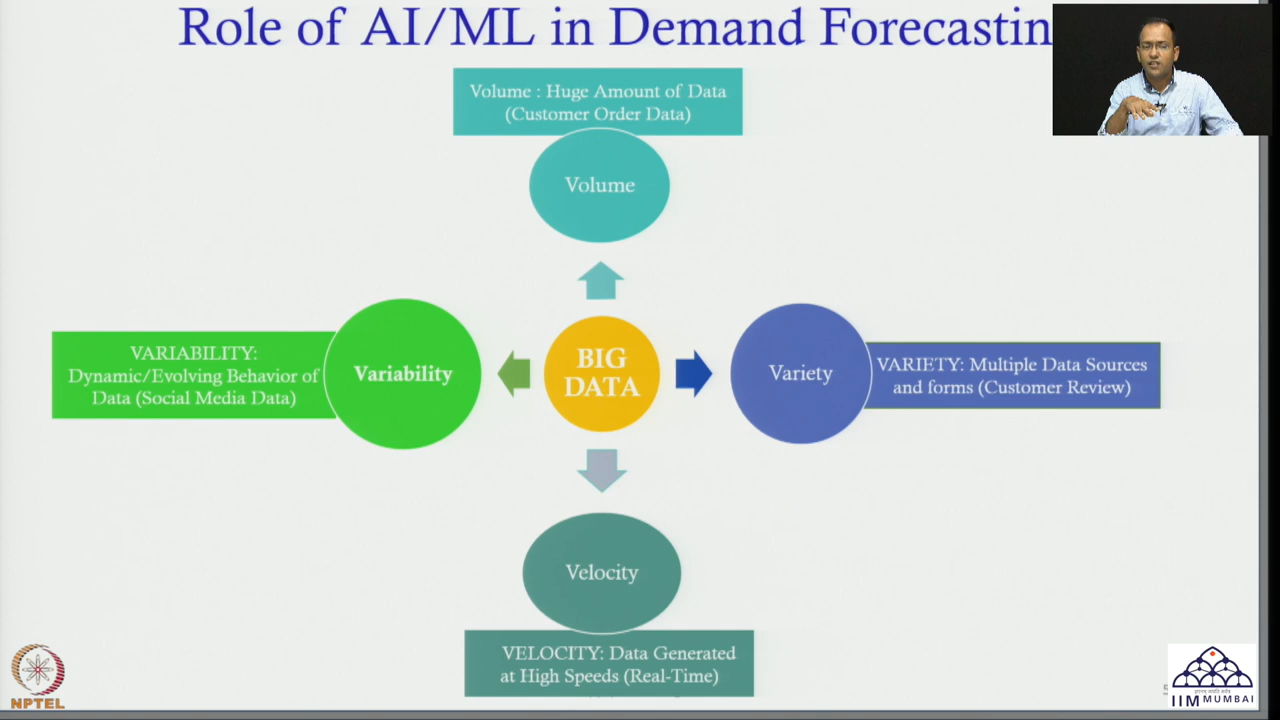 Role of AI/ML in Demand Forecastin
Volume : Huge Amount of Data
(Customer Order Data)
Volume
VARIABILITY:
Dynamic/Evolving Behavior of
Data (Social Media Data)
Variability
BIG
DATA
Variety
VARIETY: Multiple Data Sources
and forms (Customer Review)
Velocity
VELOCITY: Data Generated
at High Speeds (Real-Time)
NPTEL
IIM MUMBAI